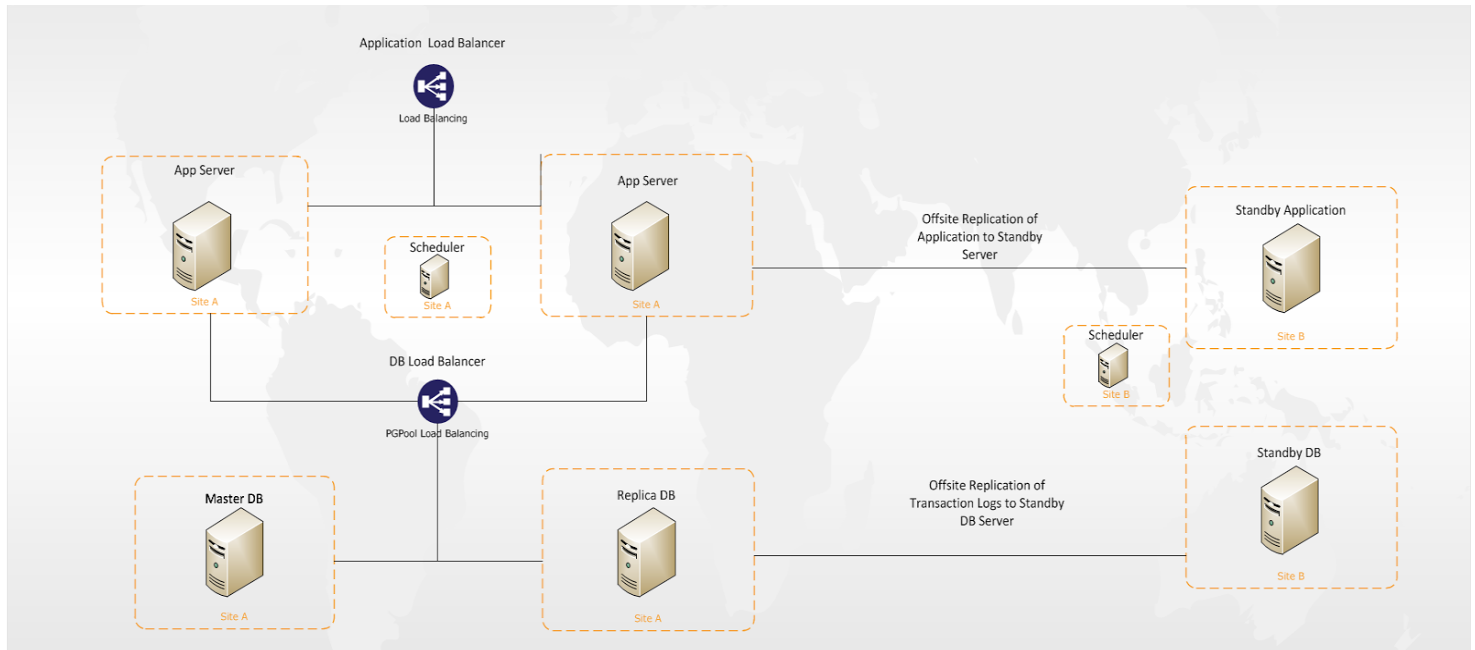 Application  Load Balancer
Load Balancing
App Server
Site A
App Server
Site A
Scheduler
Site A
Offsite Replication of
Application to Standby
Server
Standby Application
Site B
Scheduler
Site B
DB Load Balancer
PGPool Load Balancing
Master DB
Site A
Replica DB
Site A
Offsite Replication of
Transaction Logs to Standby
DB Server
Standby DB
Site B